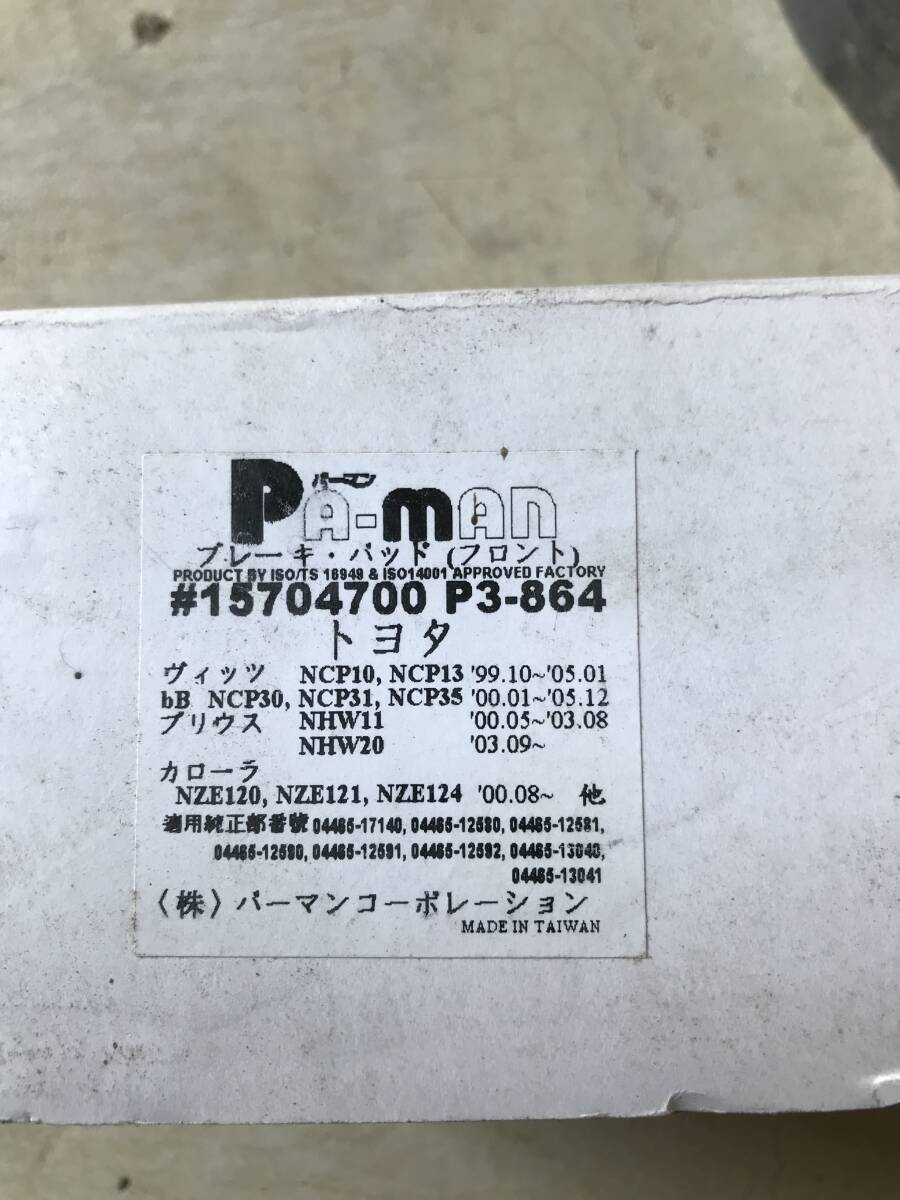 パーマン
PA-MAN
ブレーキ・パッド (フロント)
PRODUCT BY ISO/TS 16949 & ISO14001 APPROVED FACTORY
#15704700 P3-864
トヨタ
ヴィッツ NCP10, NCP13 '99.10~'05.01
bB NCP30, NCP31, NCP35 '00.01~'05.12
プリウス NHW11 '00.05~'03.08
NHW20 '03.09~
カローラ
NZE120, NZE121, NZE124 '00.08~ 他
適用純正部番號 04465-17140, 04465-12580, 04465-12581,
04465-12590, 04465-12591, 04465-12592, 04465-13040,
04465-13041
〈株〉パーマンコーポレーション
MADE IN TAIWAN